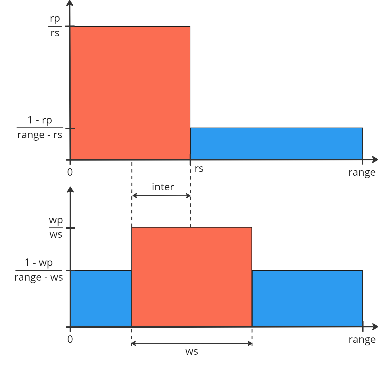 rp
rs
1 - rp
range - rs
0
rs
range
inter
wp
ws
1 - wp
range - ws
0
range
ws